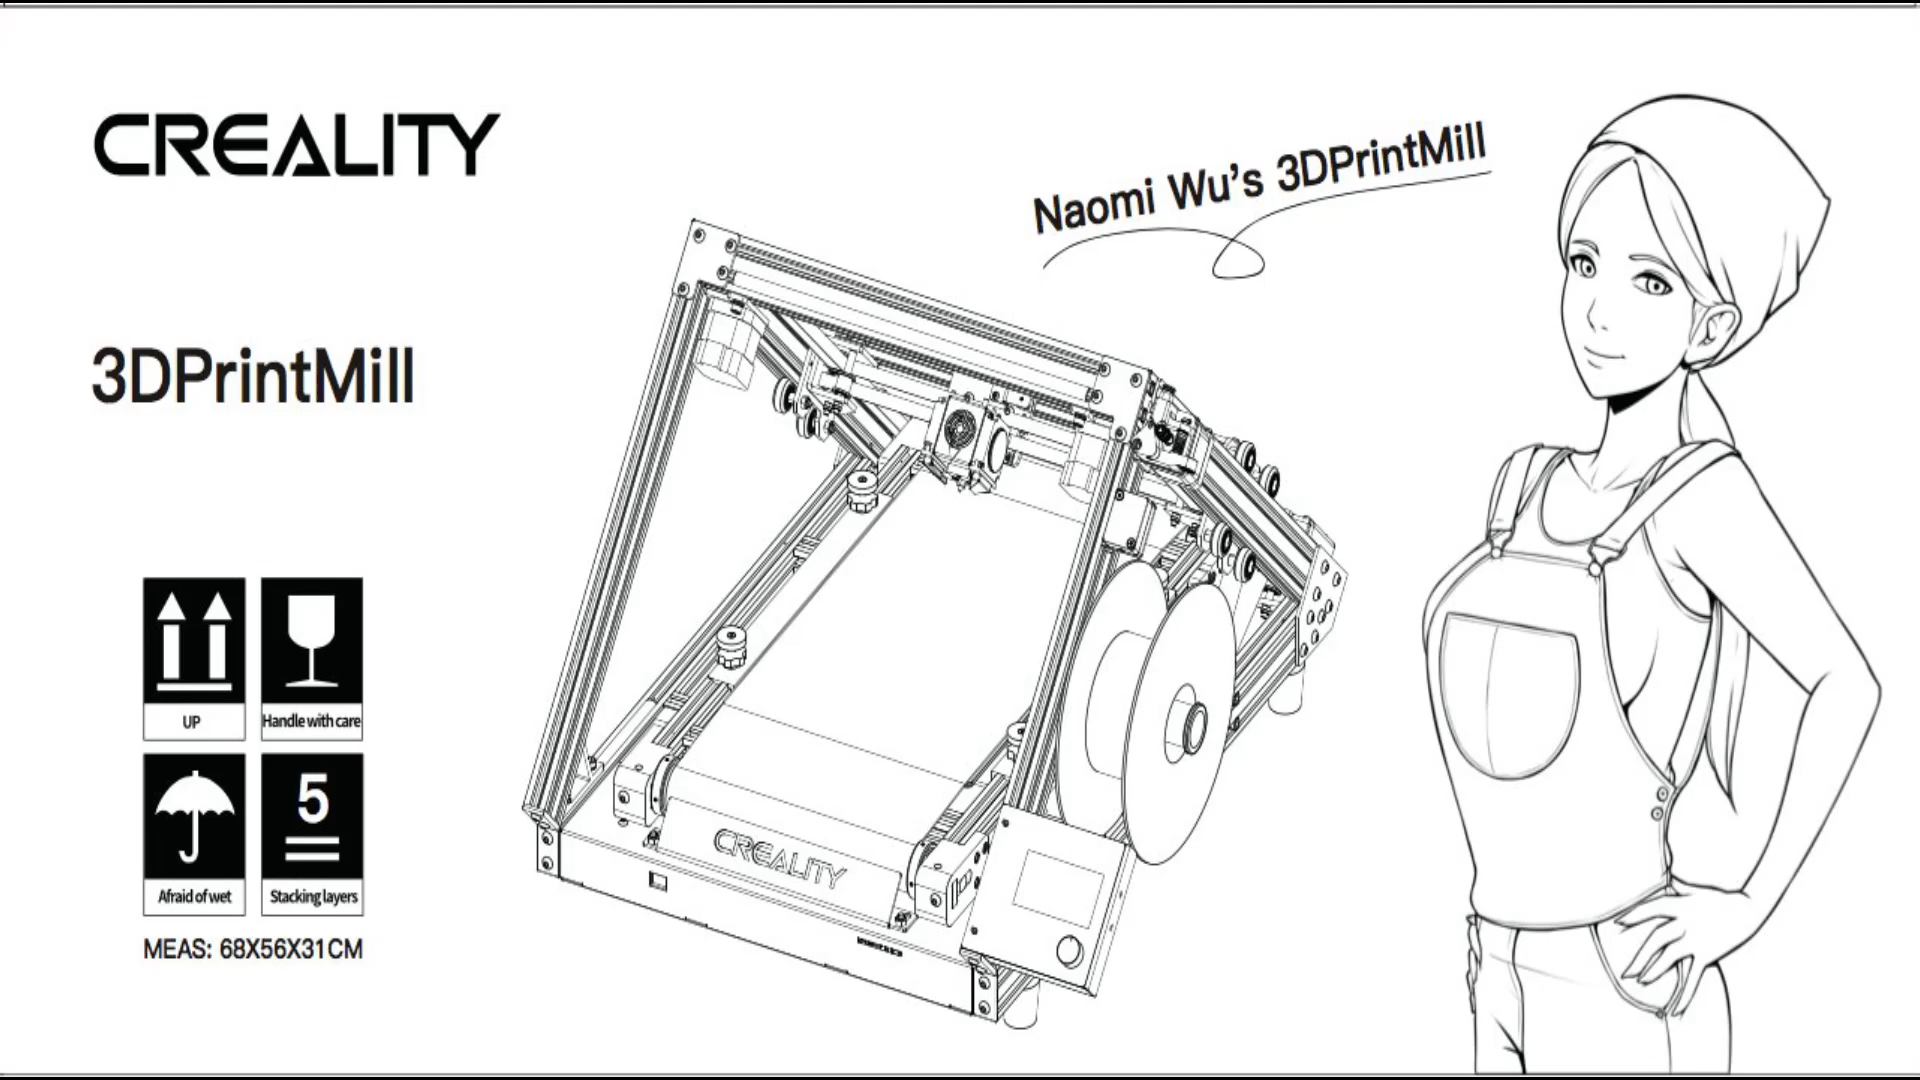 CREALITY
Naomi Wu's 3DPrintMill
3DPrintMill
UP
Handle with care
5
Afraid of wet
Stacking layers
MEAS: 68X56X31CM
CREALITY